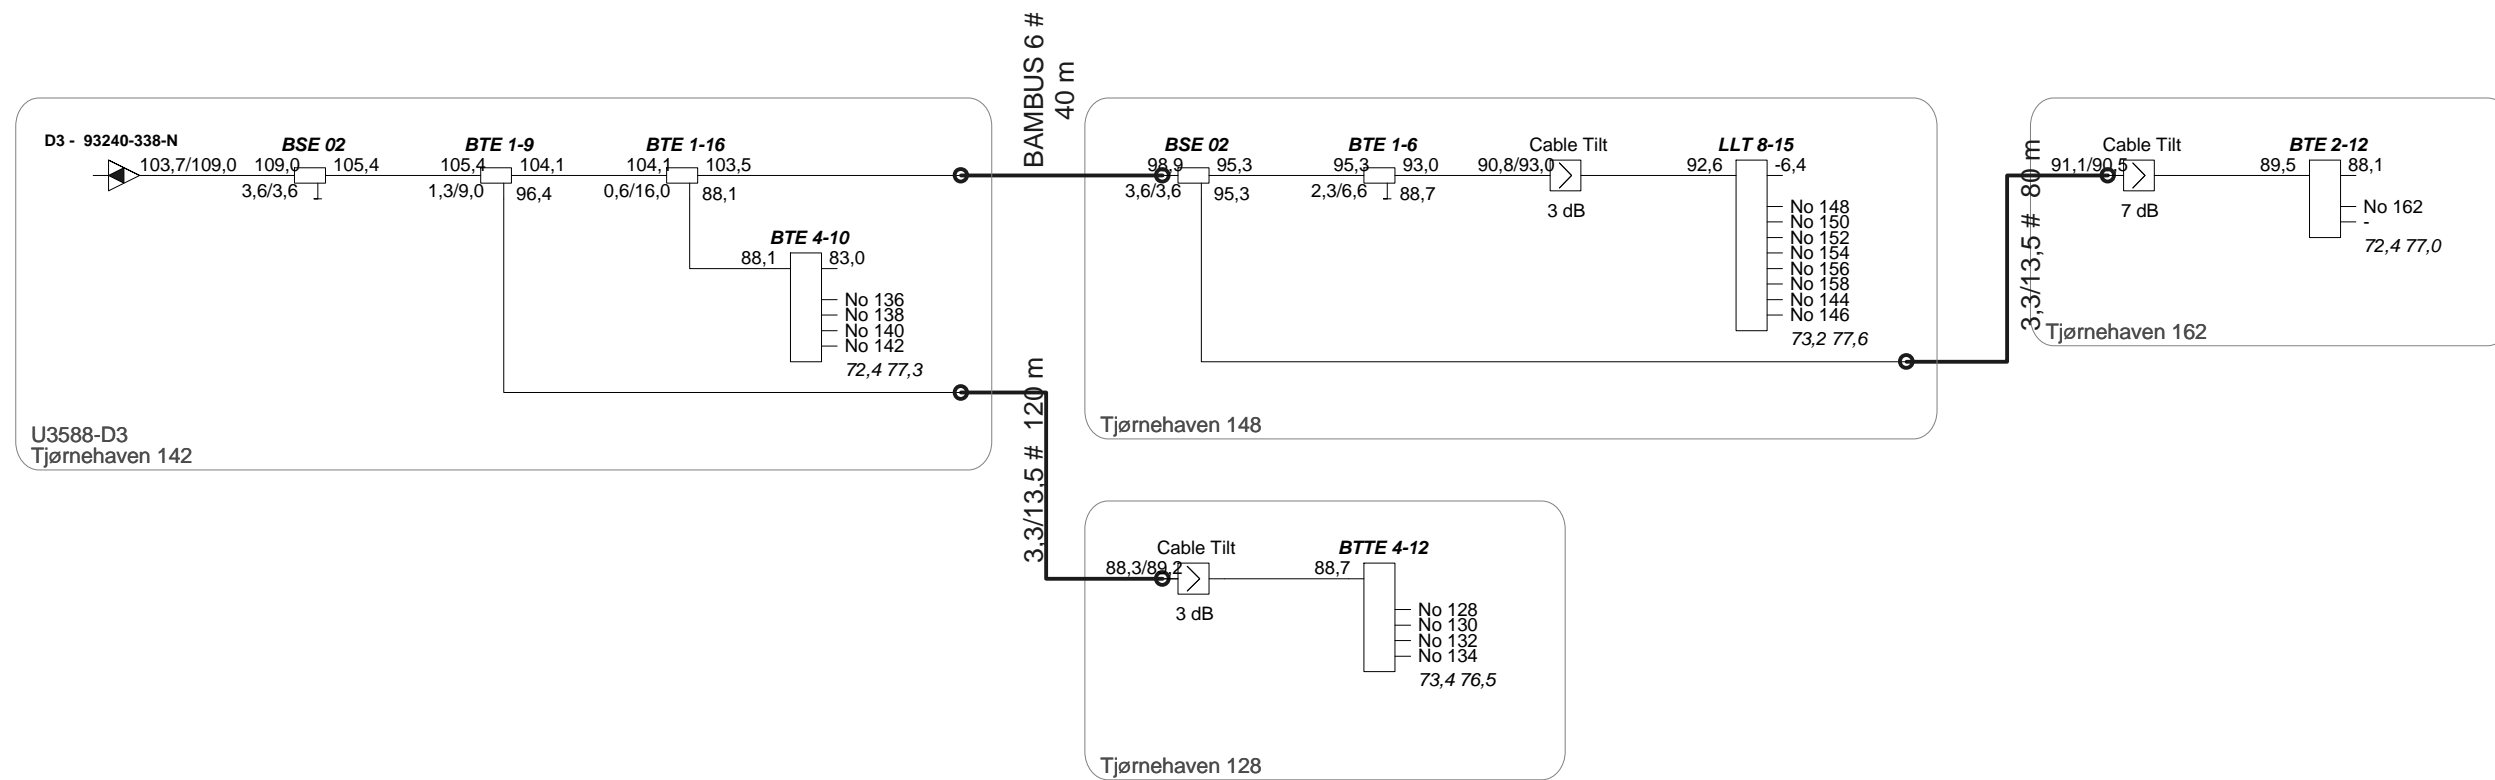 BAMBUS 6 #
40 m
D3 - 93240-338-N
BSE 02
BTE 1-9
BTE 1-16
103,7/109,0
109,0
105,4
105,4
104,1
104,1
103,5
3,6/3,6
1,3/9,0
96,4
0,6/16,0
88,1
BTE 4-10
88,1
83,0
No 136
No 138
No 140
No 142
72,4 77,3
U3588-D3
Tjørnehaven 142
3,3/13,5 # 120 m
BSE 02
BTE 1-6
Cable Tilt
LLT 8-15
98,9
95,3
95,3
93,0
90,8/93,0
92,6
-6,4
3,6/3,6
95,3
2,3/6,6
88,7
3 dB
No 148
No 150
No 152
No 154
No 156
No 158
No 144
No 146
73,2 77,6
Tjørnehaven 148
3,3/13,5 # 80 m
Cable Tilt
BTE 2-12
91,1/90,5
89,5
88,1
7 dB
No 162
-
72,4 77,0
Tjørnehaven 162
Cable Tilt
BTTE 4-12
88,3/89,2
88,7
3 dB
No 128
No 130
No 132
No 134
73,4 76,5
Tjørnehaven 128